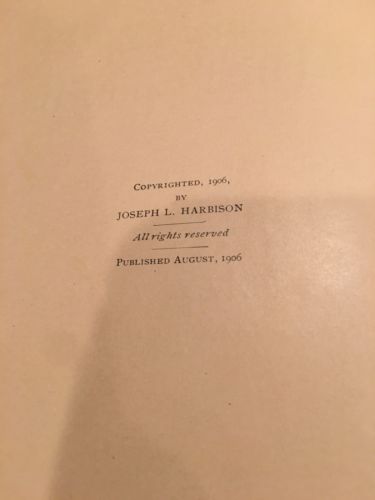 Copyrighted, 1906,
by
JOSEPH L. HARBISON
All rights reserved
Published August, 1906